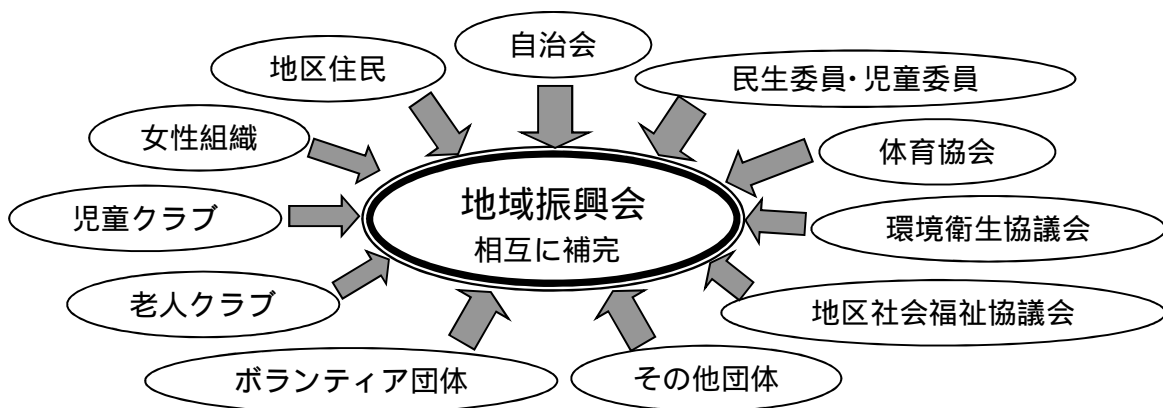 自治会
地区住民
民生委員・児童委員
女性組織
体育協会
地域振興会
相互に補完
児童クラブ
環境衛生協議会
老人クラブ
地区社会福祉協議会
ボランティア団体
その他団体